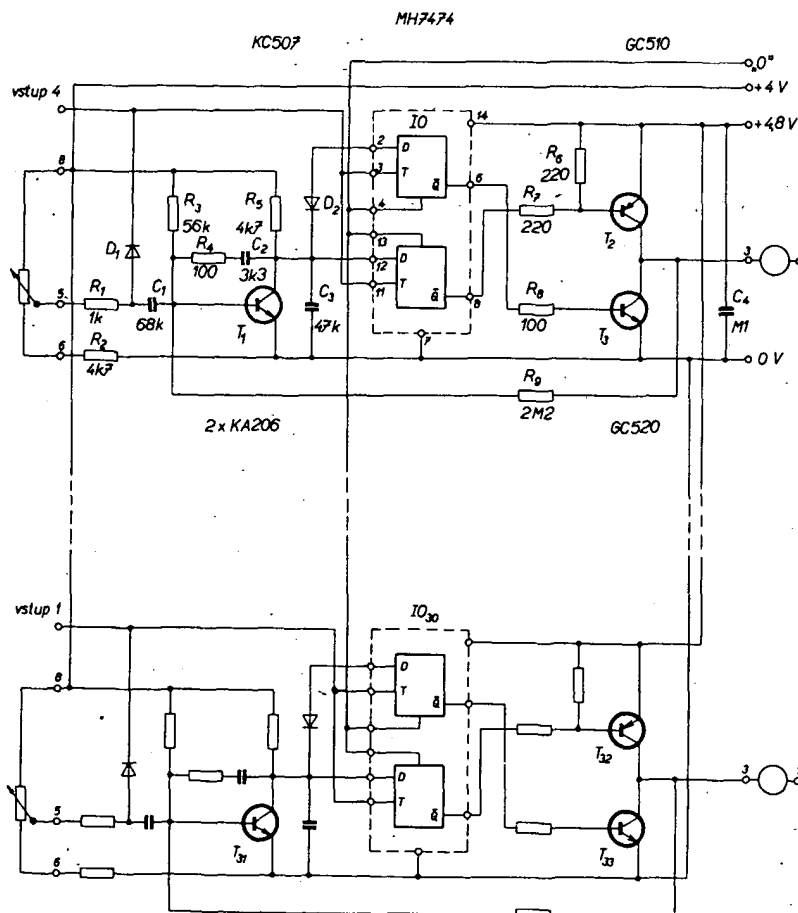 MH7474
KC507
GC510
"0"
+4V
vstup 4
+4,8V
IO
14
8
2
D
3
T
Q̄
6
R6
220
R3
56k
R5
4k7
D2
4
R7
220
T2
D1
R4
100
C2
3k3
13
12
D
11
T
Q̄
8
3
5
R1
1k
C1
68k
T1
C3
47k
R8
100
T3
C4
M1
6
R2
4k7
7
0V
R9
2M2
2 x KA206
GC520
vstup 1
IO30
8
D
T
Q̄
T32
D
T
Q̄
3
5
T31
T33
6